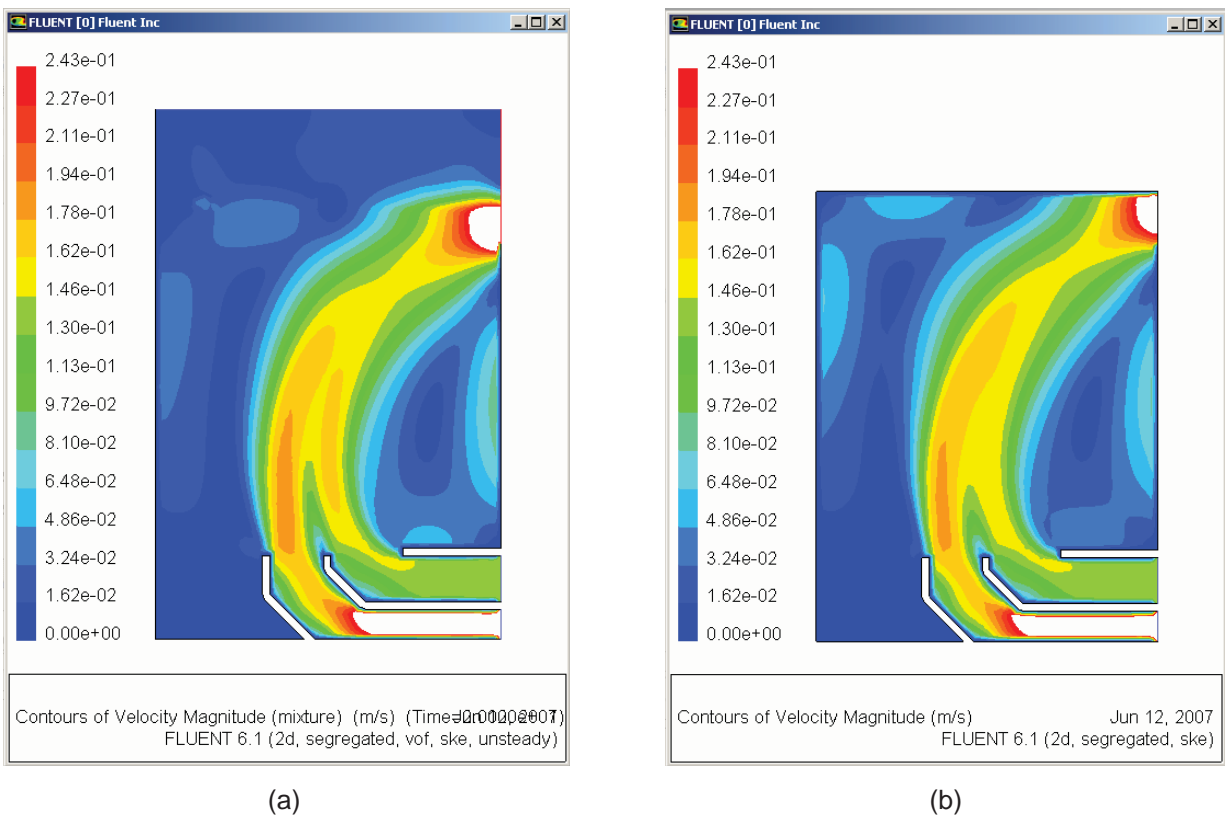 FLUENT [0] Fluent Inc
2.43e-01
2.27e-01
2.11e-01
1.94e-01
1.78e-01
1.62e-01
1.46e-01
1.30e-01
1.13e-01
9.72e-02
8.10e-02
6.48e-02
4.86e-02
3.24e-02
1.62e-02
0.00e+00
Contours of Velocity Magnitude (mixture) (m/s) (Time=
FLUENT 6.1 (2d, segregated, vof, ske, unsteady)
(a)
FLUENT [0] Fluent Inc
2.43e-01
2.27e-01
2.11e-01
1.94e-01
1.78e-01
1.62e-01
1.46e-01
1.30e-01
1.13e-01
9.72e-02
8.10e-02
6.48e-02
4.86e-02
3.24e-02
1.62e-02
0.00e+00
Contours of Velocity Magnitude (m/s) Jun 12, 2007
FLUENT 6.1 (2d, segregated, ske)
(b)